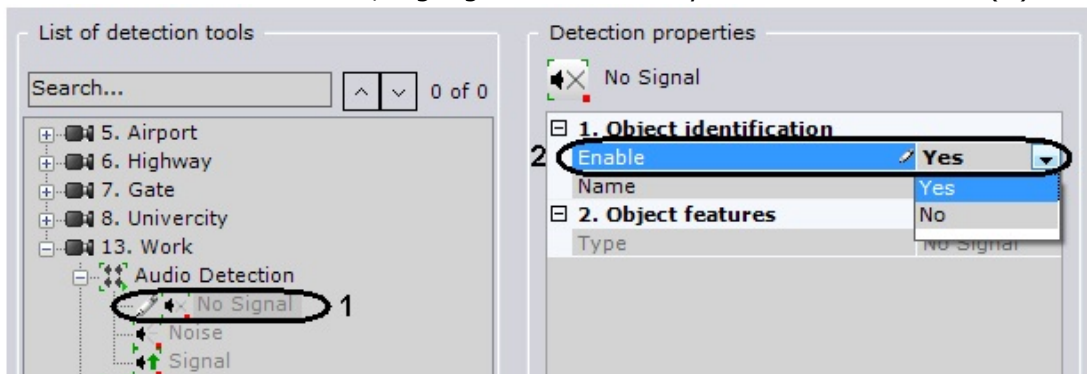 List of detection tools
Search...
0 of 0
5. Airport
6. Highway
7. Gate
8. Univercity
13. Work
Audio Detection
No Signal 1
Noise
Signal
Detection properties
No Signal
1. Object identification
2 Enable Yes
Name Yes
No
2. Object features
Type No Signal